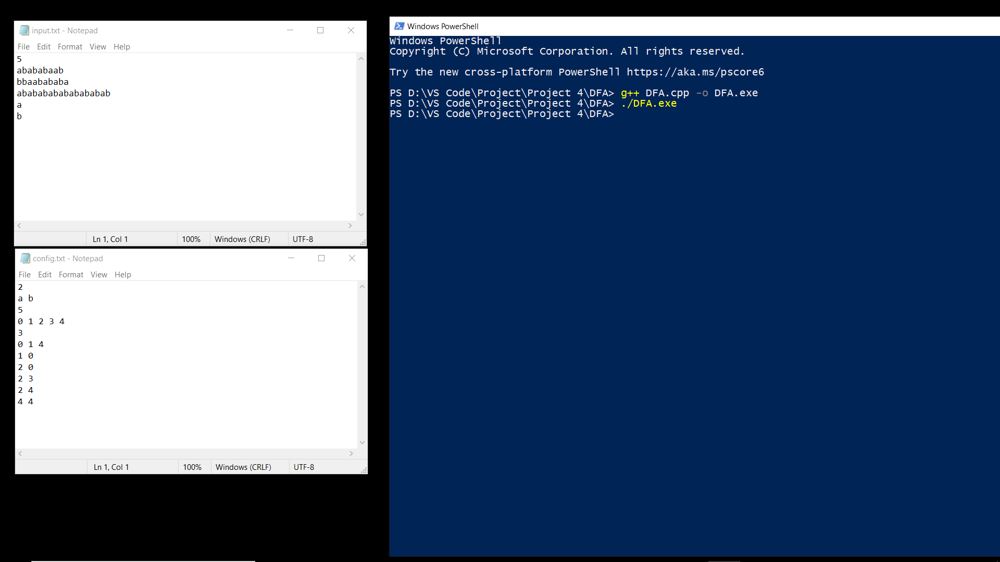 input.txt - Notepad
File Edit Format View Help
5
abababaab
bbaabababa
ababababababababab
a
b
Ln 1, Col 1 100% Windows (CRLF) UTF-8
config.txt - Notepad
File Edit Format View Help
2
a b
5
0 1 2 3 4
3
0 1 4
1 0
2 0
2 3
2 4
4 4
Ln 1, Col 1 100% Windows (CRLF) UTF-8
Windows PowerShell
Windows PowerShell
Copyright (C) Microsoft Corporation. All rights reserved.
Try the new cross-platform PowerShell https://aka.ms/pscore6
PS D:\VS Code\Project\Project 4\DFA> g++ DFA.cpp -o DFA.exe
PS D:\VS Code\Project\Project 4\DFA> ./DFA.exe
PS D:\VS Code\Project\Project 4\DFA>